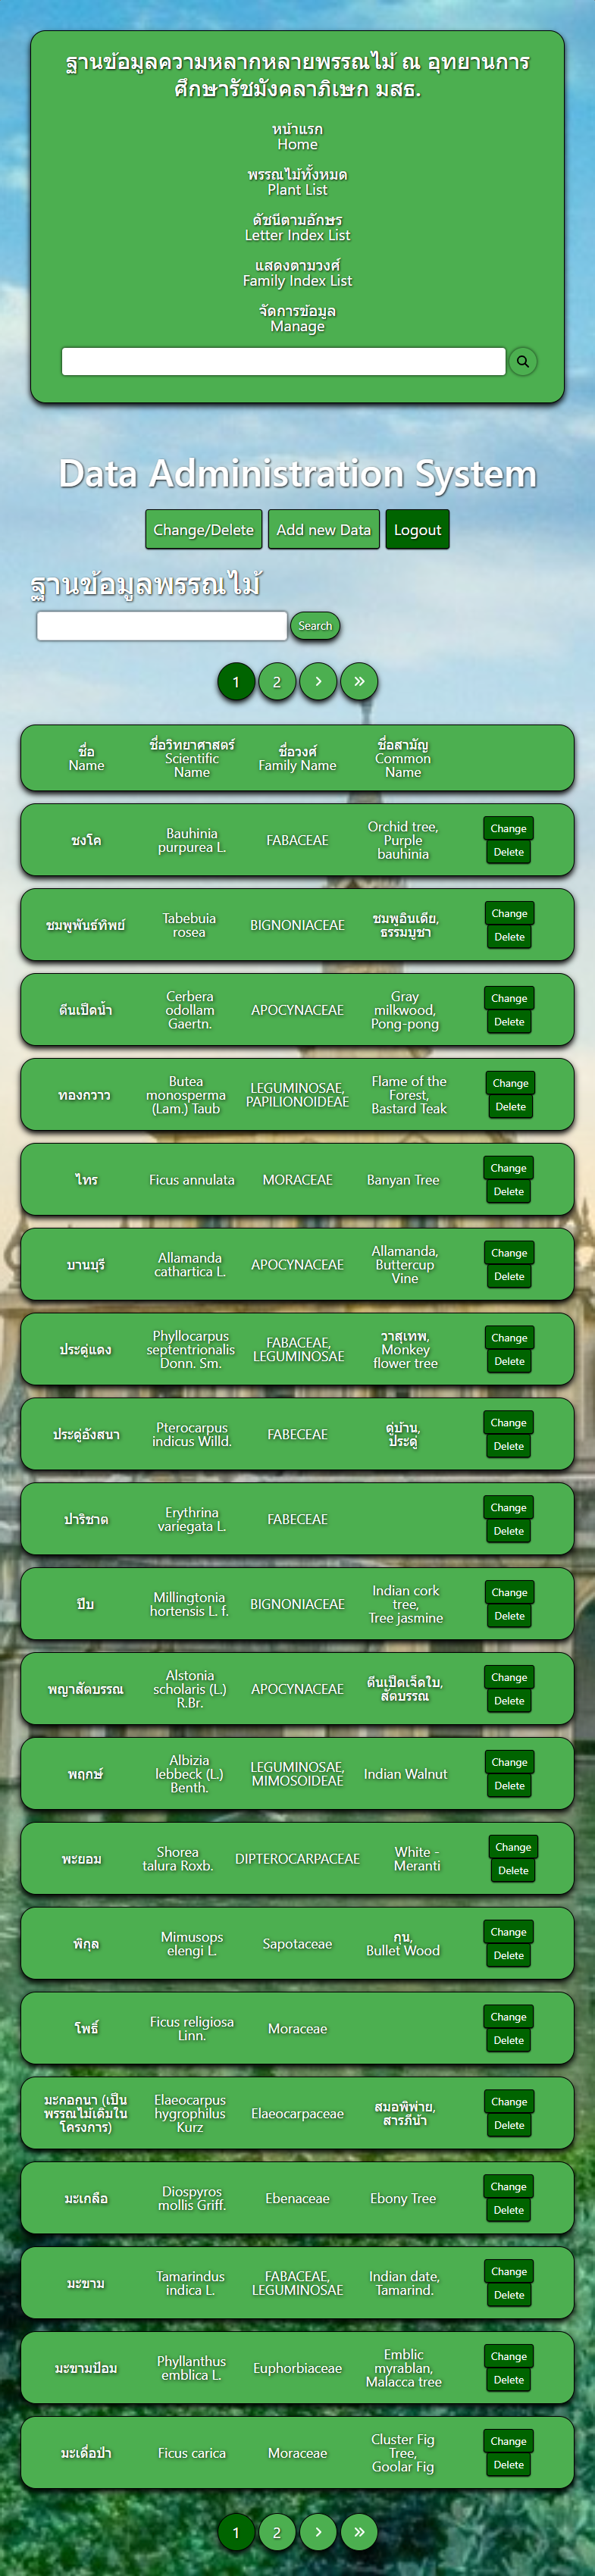 ฐานข้อมูลความหลากหลายพรรณไม้ ณ อุทยานการ
ศึกษารัชมังคลาภิเษก มสธ.
หน้าแรก
Home
พรรณไม้ทั้งหมด
Plant List
ดัชนีตามอักษร
Letter Index List
แสดงตามวงศ์
Family Index List
จัดการข้อมูล
Manage
Data Administration System
Change/Delete Add new Data Logout
ฐานข้อมูลพรรณไม้
Search
1 2 › »
ชื่อ
Name
ชื่อวิทยาศาสตร์
Scientific
Name
ชื่อวงศ์
Family Name
ชื่อสามัญ
Common
Name
ชงโค
Bauhinia
purpurea L.
FABACEAE
Orchid tree,
Purple
bauhinia
Change
Delete
ชมพูพันธ์ทิพย์
Tabebuia
rosea
BIGNONIACEAE
ชมพูอินเดีย,
ธรรมบูชา
Change
Delete
ตีนเป็ดน้ำ
Cerbera
odollam
Gaertn.
APOCYNACEAE
Gray
milkwood,
Pong-pong
Change
Delete
ทองกวาว
Butea
monosperma
(Lam.) Taub
LEGUMINOSAE,
PAPILIONOIDEAE
Flame of the
Forest,
Bastard Teak
Change
Delete
ไทร
Ficus annulata
MORACEAE
Banyan Tree
Change
Delete
บานบุรี
Allamanda
cathartica L.
APOCYNACEAE
Allamanda,
Buttercup
Vine
Change
Delete
ประดู่แดง
Phyllocarpus
septentrionalis
Donn. Sm.
FABACEAE,
LEGUMINOSAE
วาสุเทพ,
Monkey
flower tree
Change
Delete
ประดู่อังสนา
Pterocarpus
indicus Willd.
FABECEAE
ดู่บ้าน,
ประดู่
Change
Delete
ปาริชาด
Erythrina
variegata L.
FABECEAE
Change
Delete
ปีบ
Millingtonia
hortensis L. f.
BIGNONIACEAE
Indian cork
tree,
Tree jasmine
Change
Delete
พญาสัตบรรณ
Alstonia
scholaris (L.)
R.Br.
APOCYNACEAE
ตีนเป็ดเจ็ดใบ,
สัตบรรณ
Change
Delete
พฤกษ์
Albizia
lebbeck (L.)
Benth.
LEGUMINOSAE,
MIMOSOIDEAE
Indian Walnut
Change
Delete
พะยอม
Shorea
talura Roxb.
DIPTEROCARPACEAE
White -
Meranti
Change
Delete
พิกุล
Mimusops
elengi L.
Sapotaceae
กุน,
Bullet Wood
Change
Delete
โพธิ์
Ficus religiosa
Linn.
Moraceae
Change
Delete
มะกอกนา (เป็น
พรรณไม้เดิมใน
โครงการ)
Elaeocarpus
hygrophilus
Kurz
Elaeocarpaceae
สมอพิพ่าย,
สารภีน้ำ
Change
Delete
มะเกลือ
Diospyros
mollis Griff.
Ebenaceae
Ebony Tree
Change
Delete
มะขาม
Tamarindus
indica L.
FABACEAE,
LEGUMINOSAE
Indian date,
Tamarind.
Change
Delete
มะขามป้อม
Phyllanthus
emblica L.
Euphorbiaceae
Emblic
myrablan,
Malacca tree
Change
Delete
มะเดื่อป่า
Ficus carica
Moraceae
Cluster Fig
Tree,
Goolar Fig
Change
Delete
1 2 › »